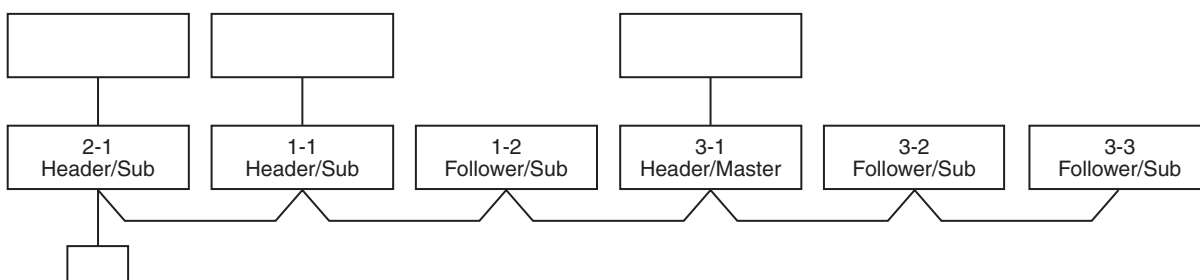 2-1
Header/Sub
1-1
Header/Sub
1-2
Follower/Sub
3-1
Header/Master
3-2
Follower/Sub
3-3
Follower/Sub